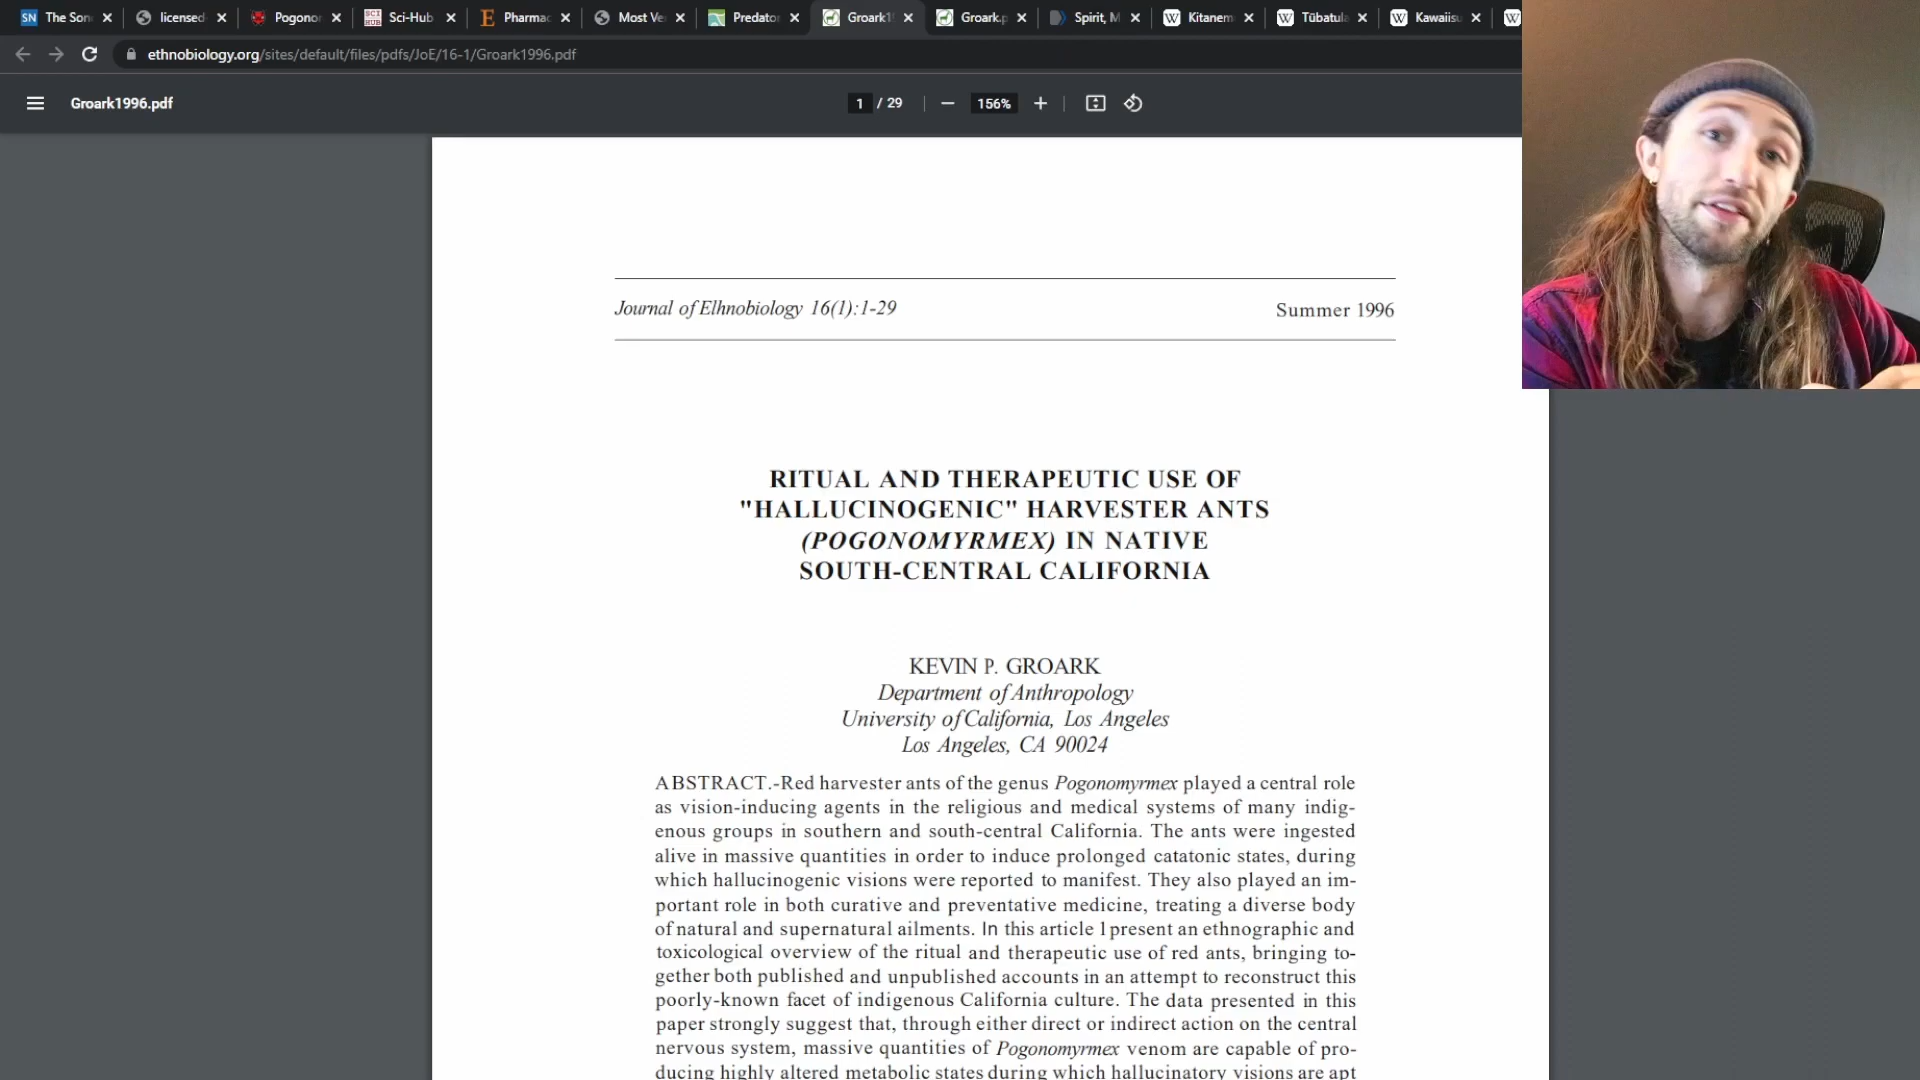 The Son
licensed
Pogono
Sci-Hub
Pharmac
Most Ve
Predator
Groark1
Groark.p
Spirit, M
Kitanem
Tübatula
Kawaiisu
ethnobiology.org/sites/default/files/pdfs/JoE/16-1/Groark1996.pdf
Groark1996.pdf
1 / 29
156%
Journal of Elhnobiology 16(1):1-29
Summer 1996
RITUAL AND THERAPEUTIC USE OF
"HALLUCINOGENIC" HARVESTER ANTS
(POGONOMYRMEX) IN NATIVE
SOUTH-CENTRAL CALIFORNIA
KEVIN P. GROARK
Department of Anthropology
University of California, Los Angeles
Los Angeles, CA 90024
ABSTRACT.-Red harvester ants of the genus Pogonomyrmex played a central role
as vision-inducing agents in the religious and medical systems of many indig-
enous groups in southern and south-central California. The ants were ingested
alive in massive quantities in order to induce prolonged catatonic states, during
which hallucinogenic visions were reported to manifest. They also played an im-
portant role in both curative and preventative medicine, treating a diverse body
of natural and supernatural ailments. In this article l present an ethnographic and
toxicological overview of the ritual and therapeutic use of red ants, bringing to-
gether both published and unpublished accounts in an attempt to reconstruct this
poorly-known facet of indigenous California culture. The data presented in this
paper strongly suggest that, through either direct or indirect action on the central
nervous system, massive quantities of Pogonomyrmex venom are capable of pro-
ducing highly altered metabolic states during which hallucinatory visions are apt